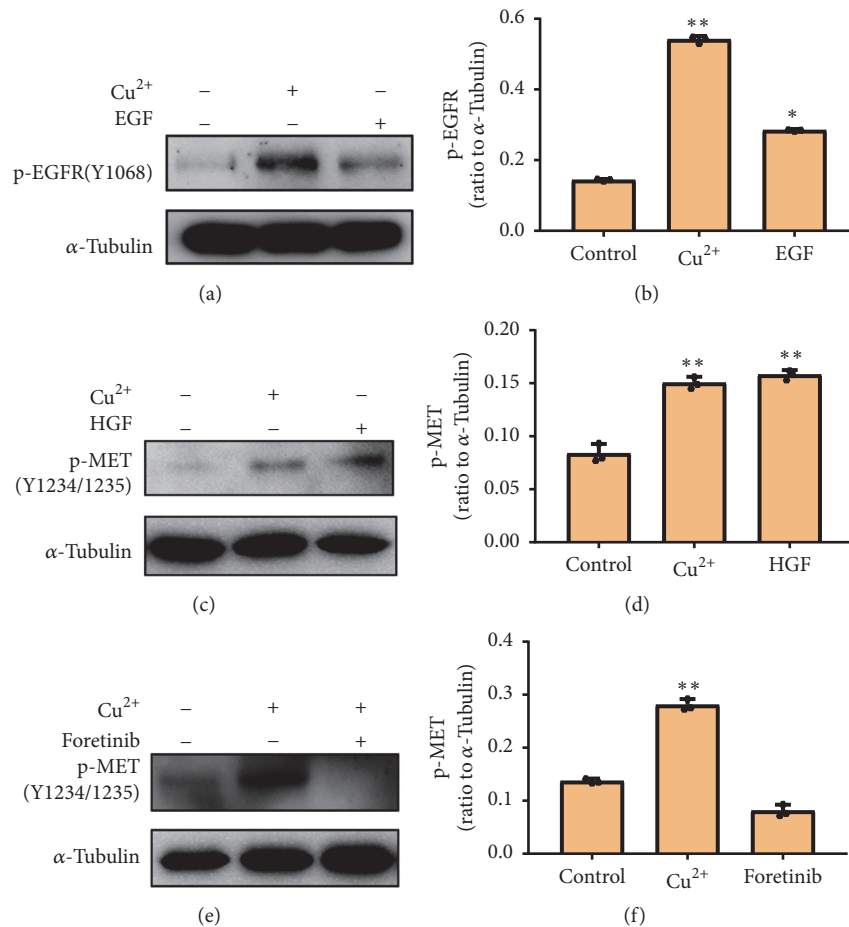 Cu²⁺ – + –
EGF – – +
p-EGFR(Y1068)
α-Tubulin
(a)
p-EGFR
(ratio to α-Tubulin)
0.6
0.4
0.2
0.0
**
*
Control Cu²⁺ EGF
(b)
Cu²⁺ – + –
HGF – – +
p-MET
(Y1234/1235)
α-Tubulin
(c)
p-MET
(ratio to α-Tubulin)
0.20
0.15
0.10
0.05
0.00
** **
Control Cu²⁺ HGF
(d)
Cu²⁺ – + +
Foretinib – – +
p-MET
(Y1234/1235)
α-Tubulin
(e)
p-MET
(ratio to α-Tubulin)
0.4
0.3
0.2
0.1
0.0
**
Control Cu²⁺ Foretinib
(f)